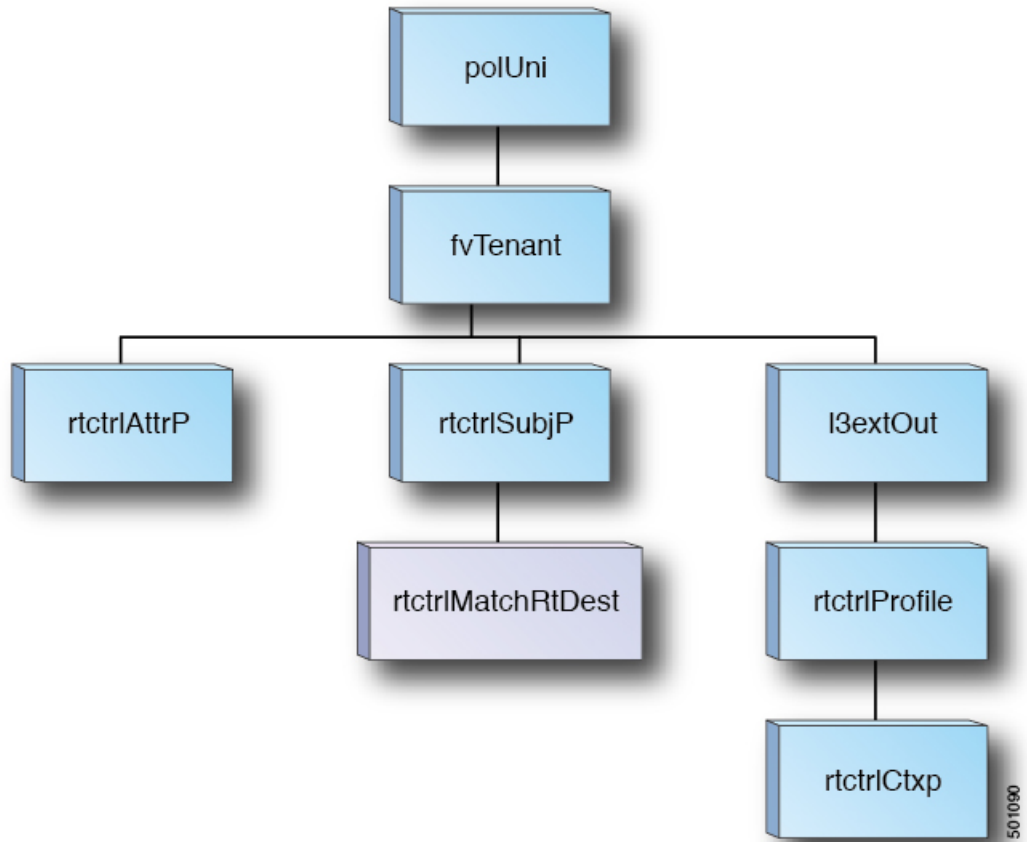 polUni
fvTenant
rtctrlAttrP
rtctrlSubjP
l3extOut
rtctrlMatchRtDest
rtctrlProfile
rtctrlCtxp
501090